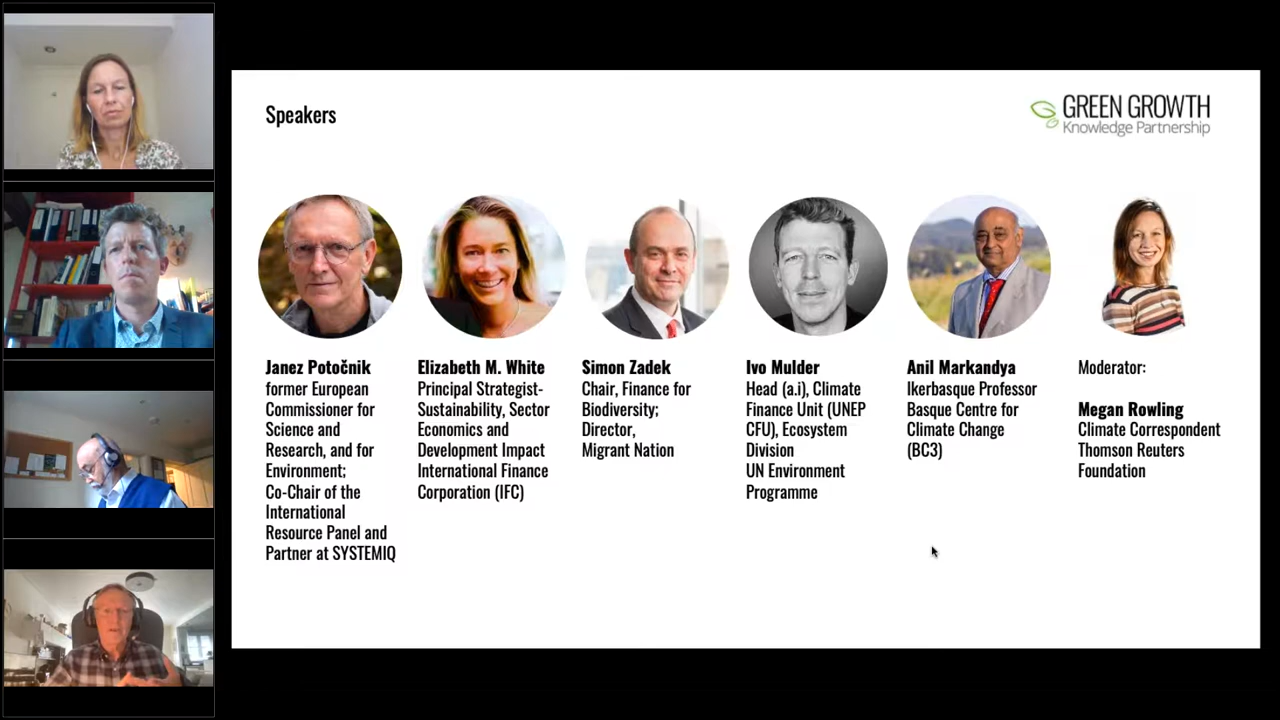 Speakers
GREEN GROWTH
Knowledge Partnership
Janez Potočnik
former European
Commissioner for
Science and
Research, and for
Environment;
Co-Chair of the
International
Resource Panel and
Partner at SYSTEMIQ
Elizabeth M. White
Principal Strategist-
Sustainability, Sector
Economics and
Development Impact
International Finance
Corporation (IFC)
Simon Zadek
Chair, Finance for
Biodiversity;
Director,
Migrant Nation
Ivo Mulder
Head (a.i), Climate
Finance Unit (UNEP
CFU), Ecosystem
Division
UN Environment
Programme
Anil Markandya
Ikerbasque Professor
Basque Centre for
Climate Change
(BC3)
Moderator:
Megan Rowling
Climate Correspondent
Thomson Reuters
Foundation